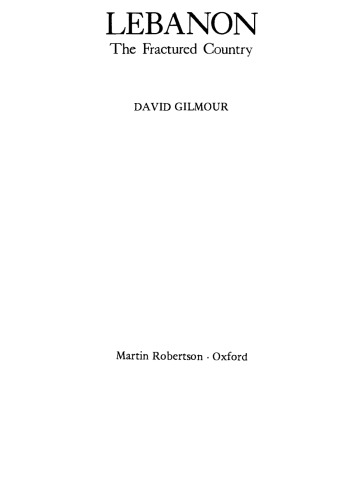 LEBANON
The Fractured Country
DAVID GILMOUR
Martin Robertson · Oxford